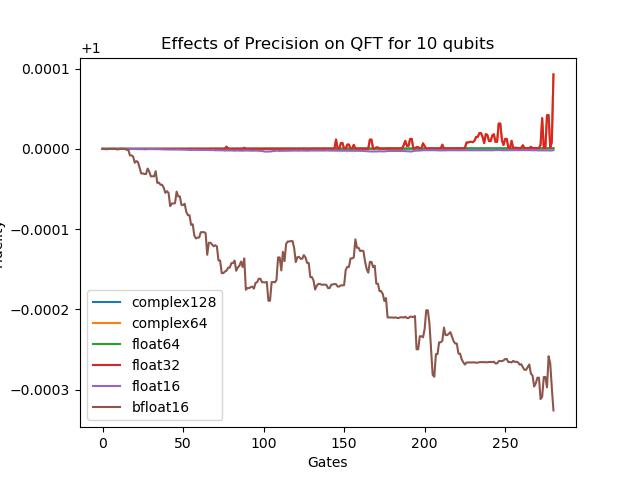 Effects of Precision on QFT for 10 qubits
+1
0.0001
0.0000
−0.0001
−0.0002
−0.0003
complex128
complex64
float64
float32
float16
bfloat16
0 50 100 150 200 250
Gates